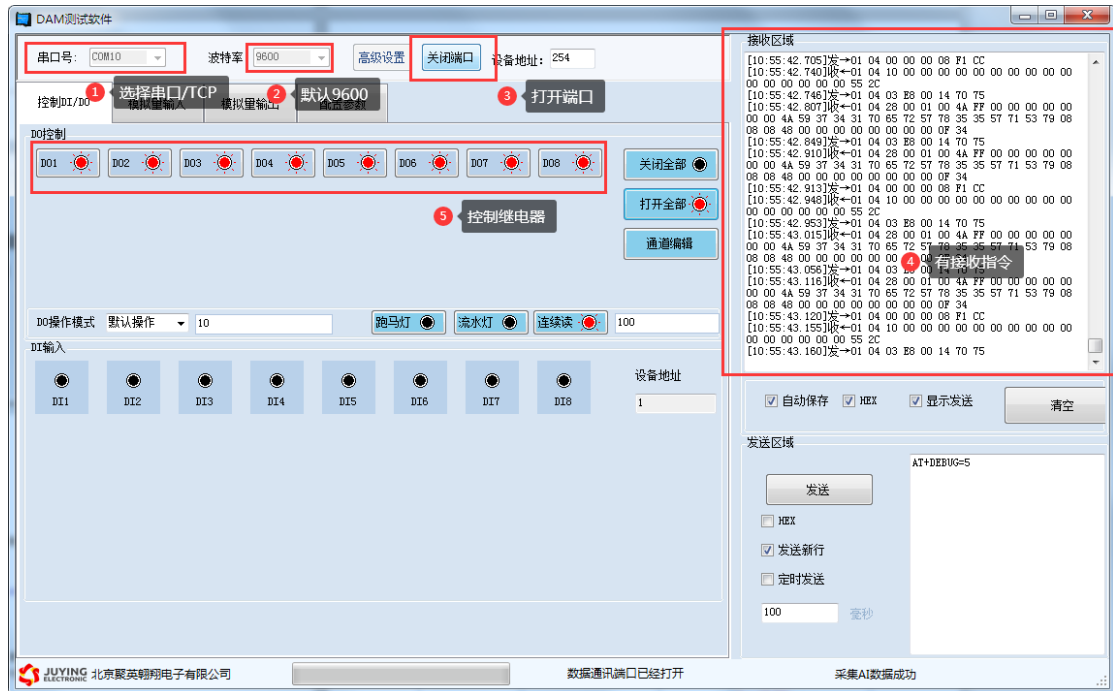 DAM测试软件
串口号: COM10
波特率 9600
高级设置
关闭端口
设备地址: 254
1 选择串口/TCP
2 默认9600
3 打开端口
控制DI/DO
模拟量输入
模拟量输出
配置参数
DO控制
DO1 DO2 DO3 DO4 DO5 DO6 DO7 DO8
关闭全部
打开全部
通道编辑
5 控制继电器
DO操作模式 默认操作 10
跑马灯 流水灯 连续读 100
DI输入
DI1 DI2 DI3 DI4 DI5 DI6 DI7 DI8
设备地址
1
接收区域
[10:55:42.705]发→01 04 00 00 00 08 F1 CC
[10:55:42.740]收←01 04 10 00 00 00 00 00 00 00 00 00 00
00 00 00 00 00 00 55 2C
[10:55:42.746]发→01 04 03 E8 00 14 70 75
[10:55:42.807]收←01 04 28 00 01 00 4A FF 00 00 00 00 00
00 00 4A 59 37 34 31 70 65 72 57 78 35 35 57 71 53 79 08
08 08 48 00 00 00 00 00 00 00 00 0F 34
[10:55:42.849]发→01 04 03 E8 00 14 70 75
[10:55:42.910]收←01 04 28 00 01 00 4A FF 00 00 00 00 00
00 00 4A 59 37 34 31 70 65 72 57 78 35 35 57 71 53 79 08
08 08 48 00 00 00 00 00 00 00 00 0F 34
[10:55:42.913]发→01 04 00 00 00 08 F1 CC
[10:55:42.948]收←01 04 10 00 00 00 00 00 00 00 00 00 00
00 00 00 00 00 00 55 2C
[10:55:42.953]发→01 04 03 E8 00 14 70 75
[10:55:43.015]收←01 04 28 00 01 00 4A FF 00 00 00 00 00
00 00 4A 59 37 34 31 70 65 72 57 78 35 35 57 71 53 79 08
08 08 48 00 00 00 00 00 00
4 有接收指令
[10:55:43.056]发→01 04 03 E8 00 14 70 75
[10:55:43.116]收←01 04 28 00 01 00 4A FF 00 00 00 00 00
00 00 4A 59 37 34 31 70 65 72 57 78 35 35 57 71 53 79 08
08 08 48 00 00 00 00 00 00 00 00 0F 34
[10:55:43.120]发→01 04 00 00 00 08 F1 CC
[10:55:43.155]收←01 04 10 00 00 00 00 00 00 00 00 00 00
00 00 00 00 00 00 55 2C
[10:55:43.160]发→01 04 03 E8 00 14 70 75
自动保存 HEX 显示发送 清空
发送区域
AT+DEBUG=5
发送
HEX
发送新行
定时发送
100 毫秒
JUYING ELECTRONIC 北京聚英翱翔电子有限公司
数据通讯端口已经打开
采集AI数据成功